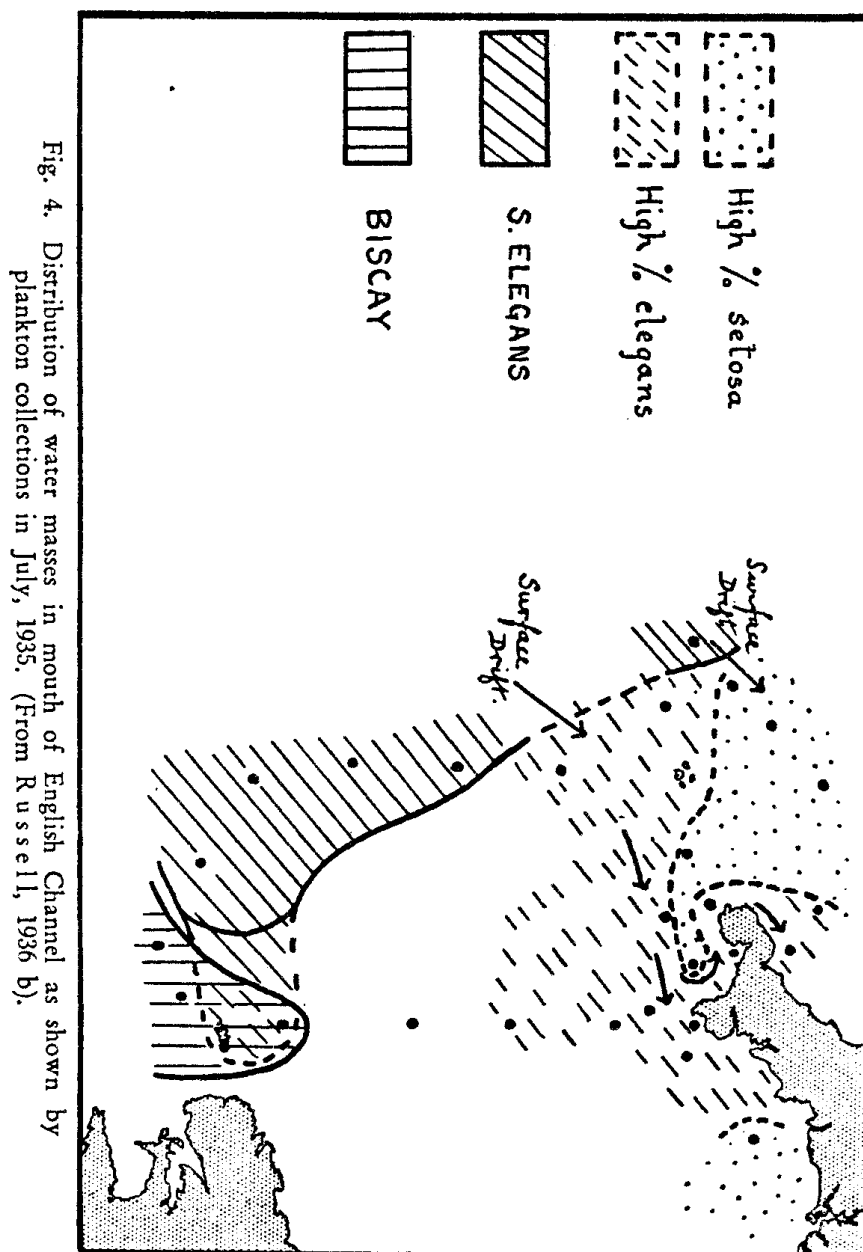 High % setosa
High % elegans
S. ELEGANS
BISCAY
Surface
Drift
Surface
Drift.
Fig. 4. Distribution of water masses in mouth of English Channel as shown by
plankton collections in July, 1935. (From Russell, 1936 b).